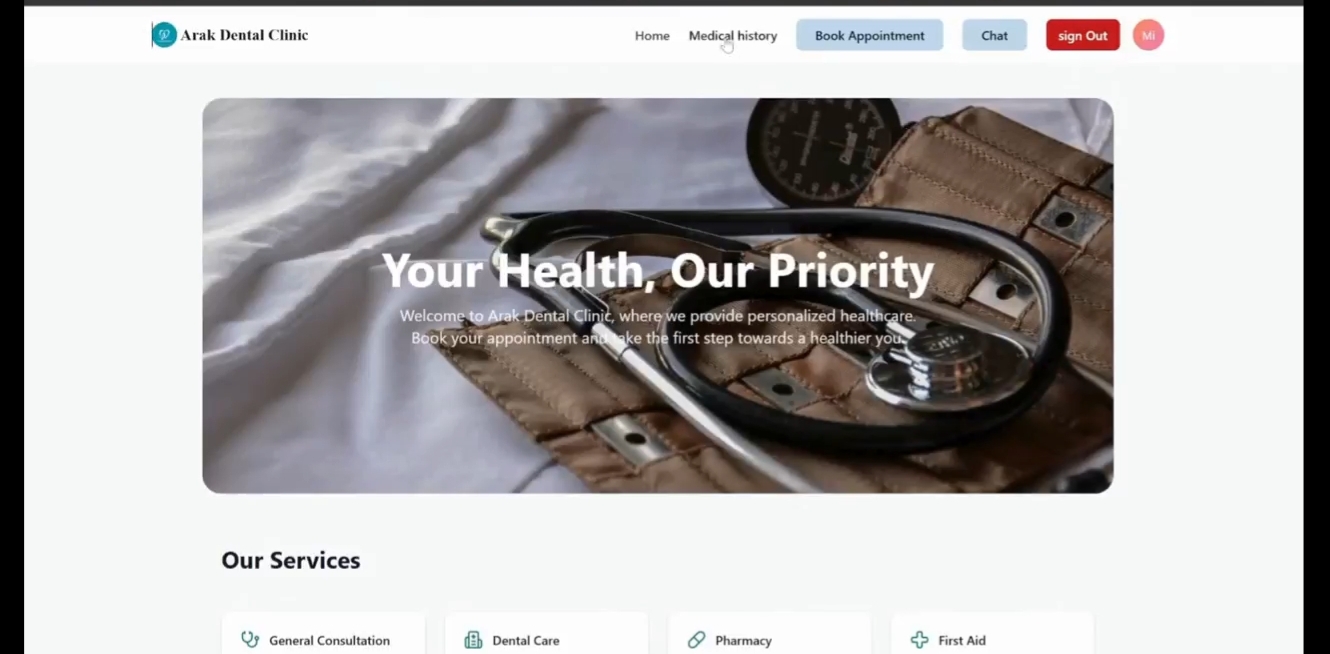 Arak Dental Clinic
Home Medical history Book Appointment Chat sign Out Mi
Your Health, Our Priority
Welcome to Arak Dental Clinic, where we provide personalized healthcare.
Book your appointment and take the first step towards a healthier you.
Our Services
General Consultation Dental Care Pharmacy First Aid